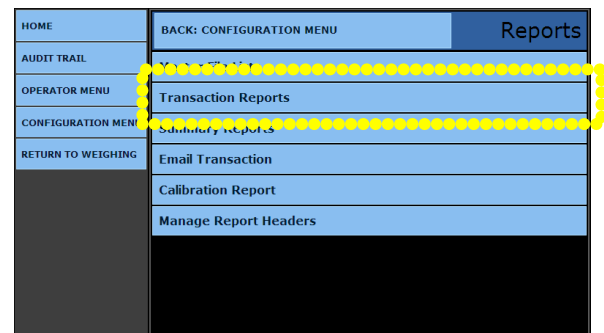 HOME
BACK: CONFIGURATION MENU
Reports
AUDIT TRAIL
OPERATOR MENU
Transaction Reports
CONFIGURATION MENU
Summary Reports
RETURN TO WEIGHING
Email Transaction
Calibration Report
Manage Report Headers